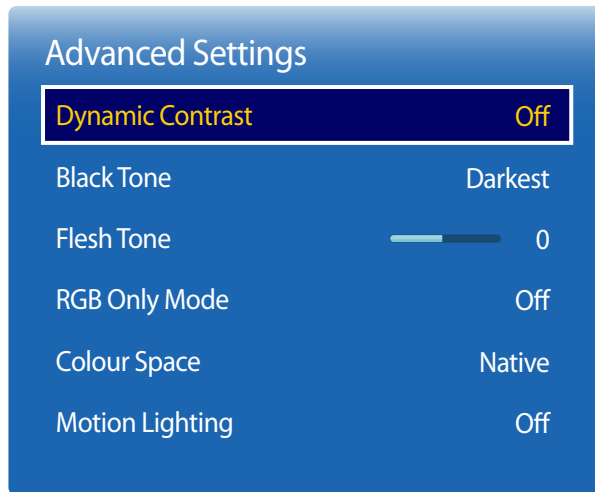 Advanced Settings
Dynamic Contrast Off
Black Tone Darkest
Flesh Tone 0
RGB Only Mode Off
Colour Space Native
Motion Lighting Off